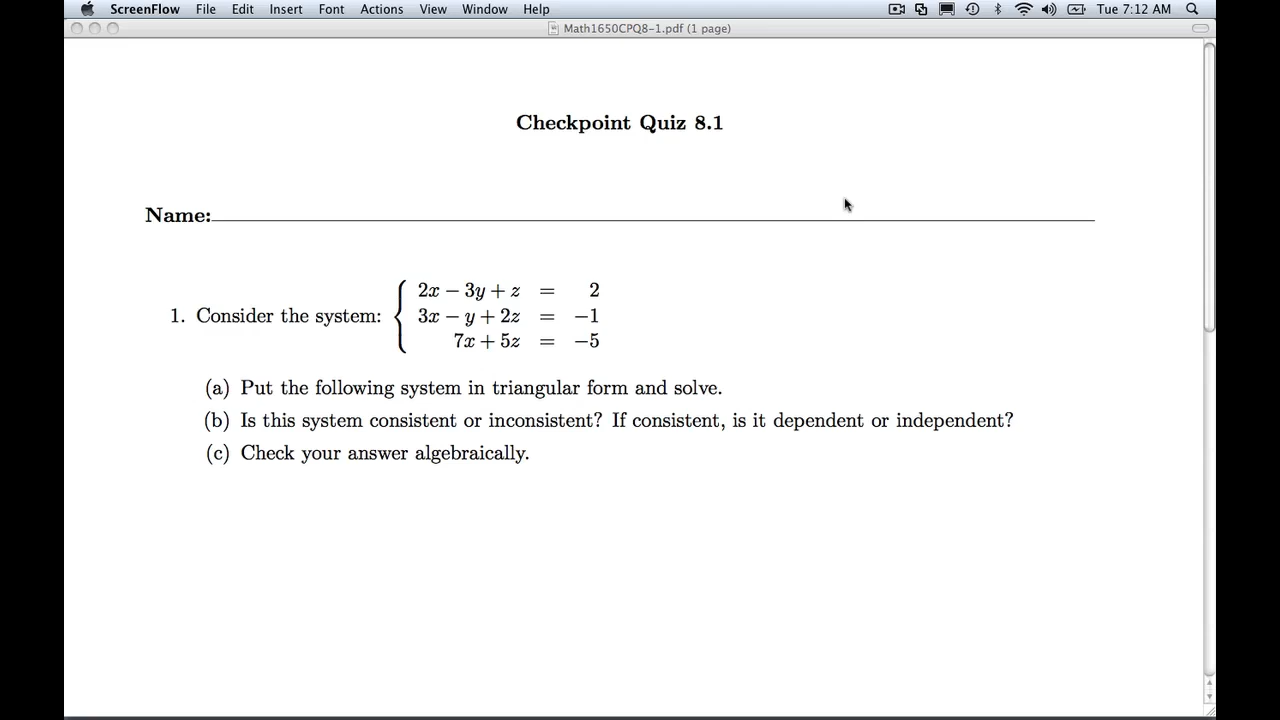 ScreenFlow File Edit Insert Font Actions View Window Help Tue 7:12 AM
Math1650CPQ8-1.pdf (1 page)
Checkpoint Quiz 8.1
Name:
1. Consider the system: { 2x − 3y + z = 2
3x − y + 2z = −1
7x + 5z = −5
(a) Put the following system in triangular form and solve.
(b) Is this system consistent or inconsistent? If consistent, is it dependent or independent?
(c) Check your answer algebraically.